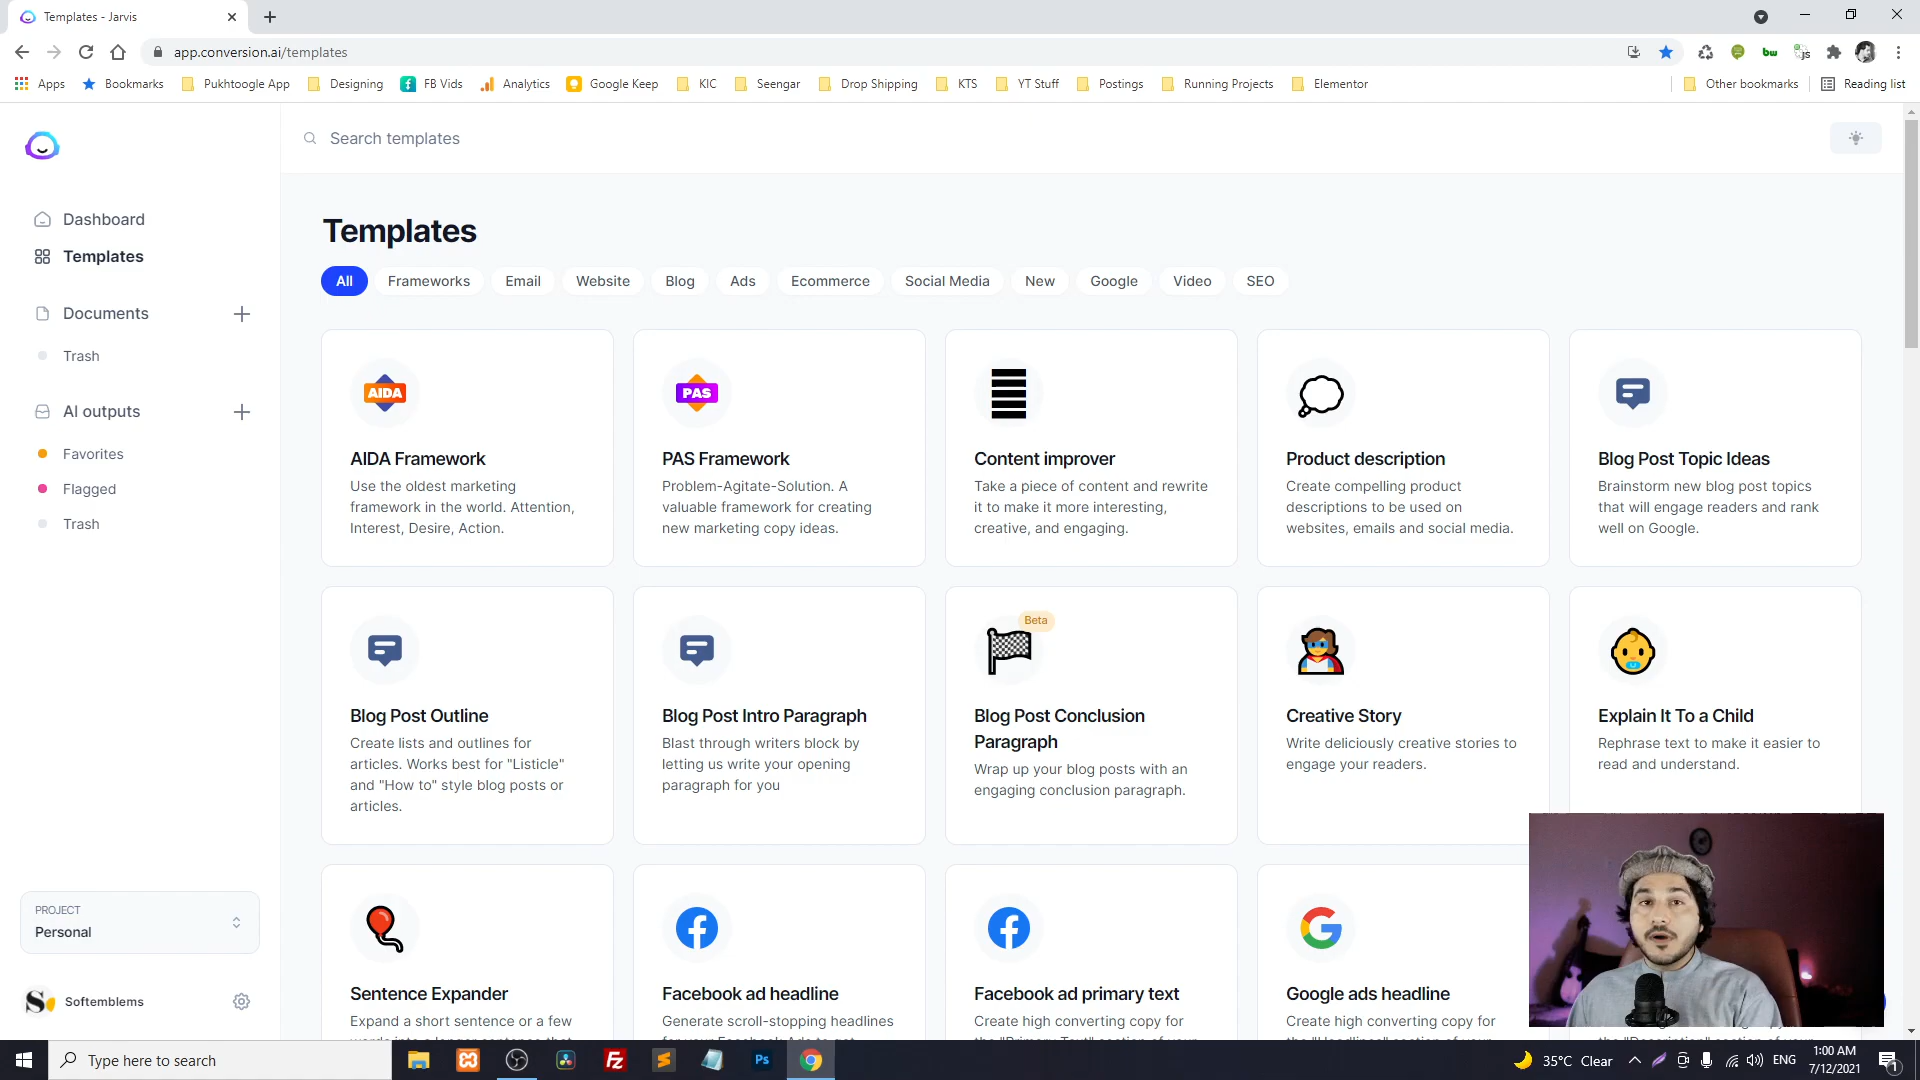 Templates - Jarvis
app.conversion.ai/templates
Apps
Bookmarks
Pukhtoogle App
Designing
FB Vids
Analytics
Google Keep
KIC
Seengar
Drop Shipping
KTS
YT Stuff
Postings
Running Projects
Elementor
Other bookmarks
Reading list
bw
js
Search templates
Dashboard
Templates
Documents
Trash
AI outputs
Favorites
Flagged
Trash
PROJECT
Personal
Softemblems
Templates
All
Frameworks
Email
Website
Blog
Ads
Ecommerce
Social Media
New
Google
Video
SEO
AIDA
AIDA Framework
Use the oldest marketing
framework in the world. Attention,
Interest, Desire, Action.
PAS
PAS Framework
Problem-Agitate-Solution. A
valuable framework for creating
new marketing copy ideas.
Content improver
Take a piece of content and rewrite
it to make it more interesting,
creative, and engaging.
Product description
Create compelling product
descriptions to be used on
websites, emails and social media.
Blog Post Topic Ideas
Brainstorm new blog post topics
that will engage readers and rank
well on Google.
Blog Post Outline
Create lists and outlines for
articles. Works best for "Listicle"
and "How to" style blog posts or
articles.
Blog Post Intro Paragraph
Blast through writers block by
letting us write your opening
paragraph for you
Beta
Blog Post Conclusion
Paragraph
Wrap up your blog posts with an
engaging conclusion paragraph.
Creative Story
Write deliciously creative stories to
engage your readers.
Explain It To a Child
Rephrase text to make it easier to
read and understand.
Sentence Expander
Expand a short sentence or a few
Facebook ad headline
Generate scroll-stopping headlines
Facebook ad primary text
Create high converting copy for
the "Primary Text" section of your
Google ads headline
Create high converting copy for
Type here to search
Fz
Ps
35°C Clear
ENG
1:00 AM
7/12/2021
1